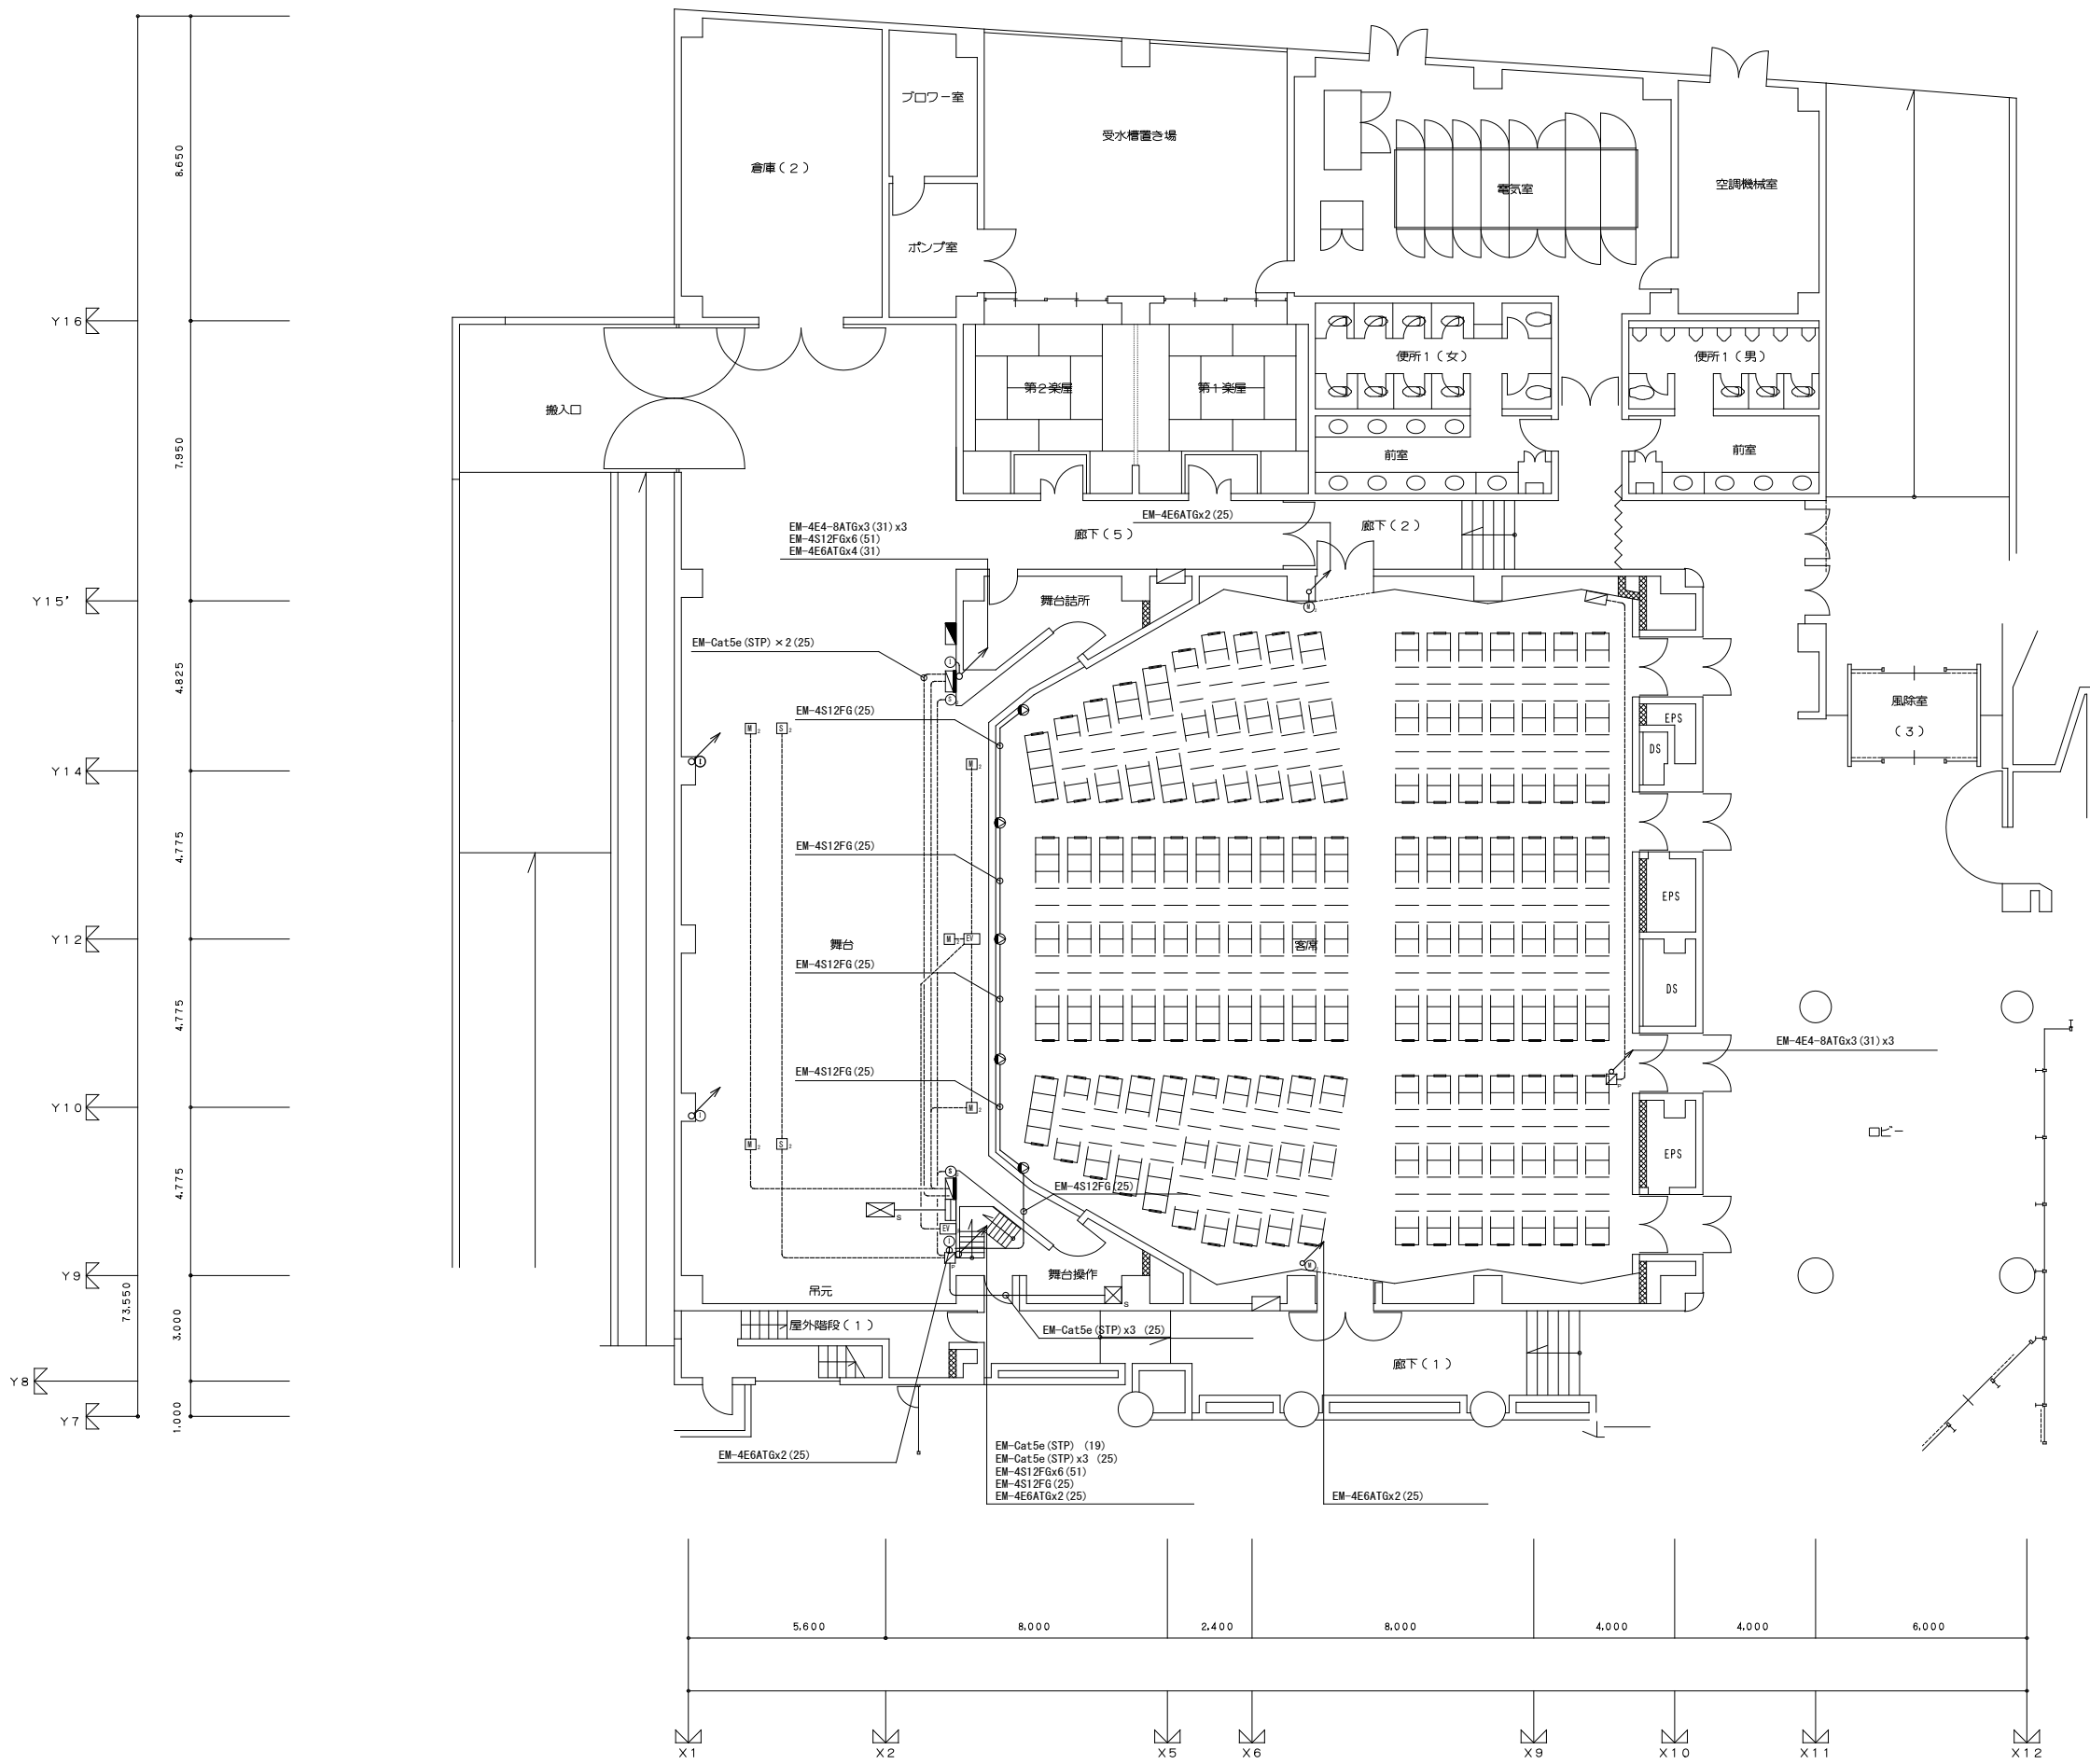 ブロワー室
受水槽置き場
倉庫(2)
電気室
空調機械室
ポンプ室
8.650
Y16
便所1(女)
便所1(男)
第2楽屋
第1楽屋
搬入口
7.950
前室
前室
EM-4E4-8ATGx3(31)x3
EM-4S12FGx6(51)
EM-4E6ATGx4(31)
EM-4E6ATGx2(25)
廊下(5)
廊下(2)
Y15'
舞台詰所
EM-Cat5e(STP)×2(25)
4.825
EM-4S12FG(25)
風除室
(3)
EPS
DS
Y14
4.775
EM-4S12FG(25)
EPS
Y12
舞台
EV
客席
EM-4S12FG(25)
DS
4.775
EM-4E4-8ATGx3(31)x3
EM-4S12FG(25)
Y10
ロビー
EPS
4.775
EM-4S12FG(25)
EV
Y9
舞台操作
吊元
73.550
3.000
屋外階段(1)
EM-Cat5e(STP)x3 (25)
廊下(1)
Y8
Y7
1.000
EM-4E6ATGx2(25)
EM-Cat5e(STP) (19)
EM-Cat5e(STP)x3 (25)
EM-4S12FGx6(51)
EM-4S12FG(25)
EM-4E6ATGx2(25)
EM-4E6ATGx2(25)
5.600
8.000
2.400
8.000
4.000
4.000
6.000
X1
X2
X5
X6
X9
X10
X11
X12